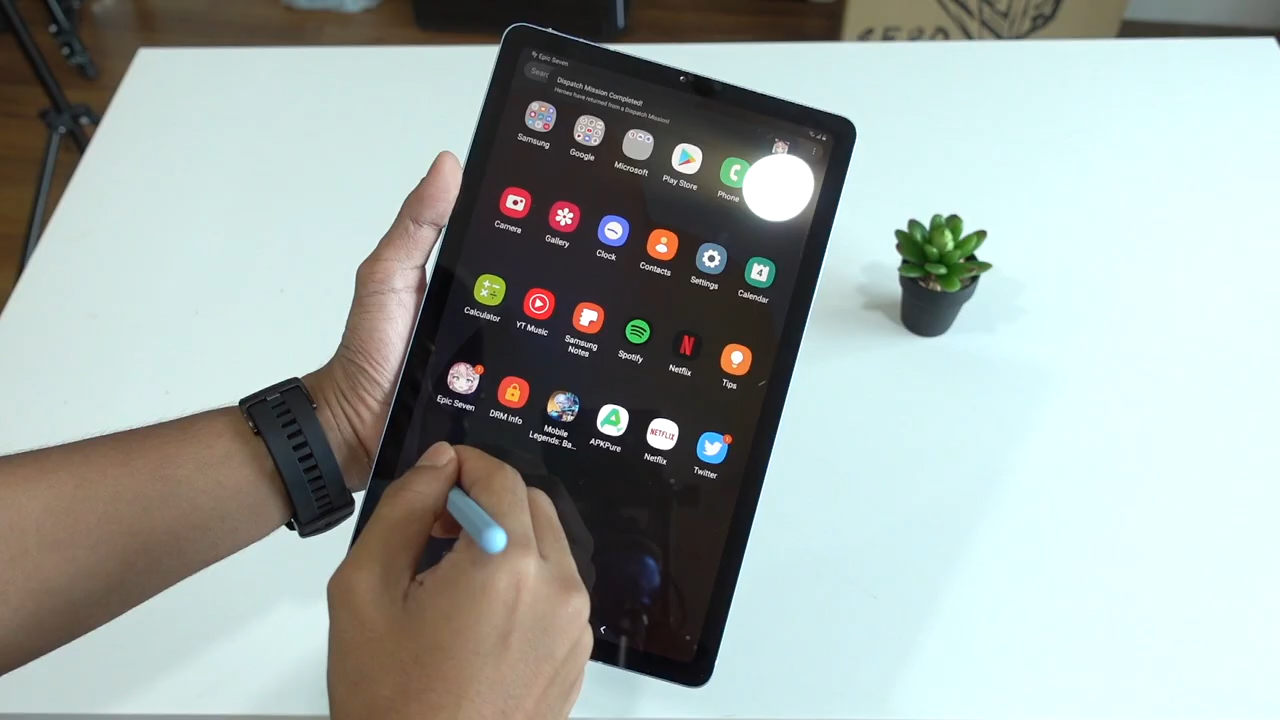 Epic Seven
Dispatch Mission Completed!
Heroes have returned from a Dispatch Mission!
Sear
Samsung
Google
Microsoft
Play Store
Phone
Camera
Gallery
Clock
Contacts
Settings
Calendar
Calculator
YT Music
Samsung
Notes
Spotify
Netflix
Tips
Epic Seven
DRM Info
Mobile
Legends: Ba...
APKPure
NETFLIX
Netflix
Twitter